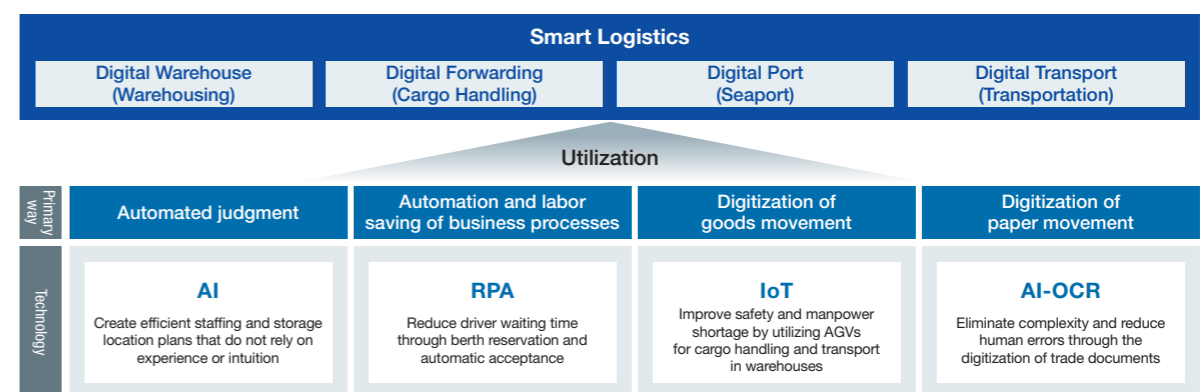 Smart Logistics
Digital Warehouse
(Warehousing)
Digital Forwarding
(Cargo Handling)
Digital Port
(Seaport)
Digital Transport
(Transportation)
Utilization
Primary
way
Automated judgment
Automation and labor
saving of business processes
Digitization of
goods movement
Digitization of
paper movement
Technology
AI
Create efficient staffing and storage
location plans that do not rely on
experience or intuition
RPA
Reduce driver waiting time
through berth reservation and
automatic acceptance
IoT
Improve safety and manpower
shortage by utilizing AGVs
for cargo handling and transport
in warehouses
AI-OCR
Eliminate complexity and reduce
human errors through the
digitization of trade documents